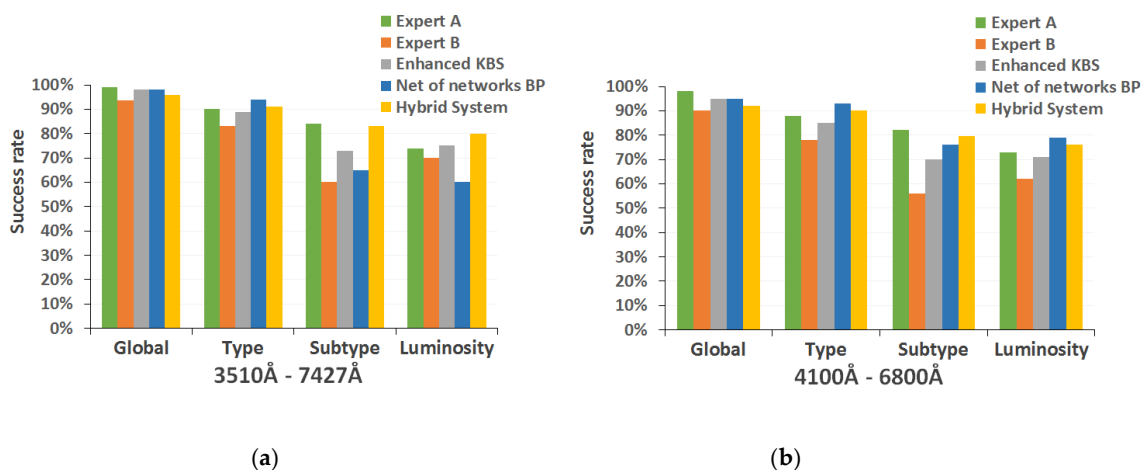 Expert A
Expert B
Enhanced KBS
Net of networks BP
Hybrid System
100%
90%
80%
70%
60%
50%
40%
30%
20%
10%
0%
Success rate
Global Type Subtype Luminosity
3510Å - 7427Å
(a)
Expert A
Expert B
Enhanced KBS
Net of networks BP
Hybrid System
100%
90%
80%
70%
60%
50%
40%
30%
20%
10%
0%
Success rate
Global Type Subtype Luminosity
4100Å - 6800Å
(b)